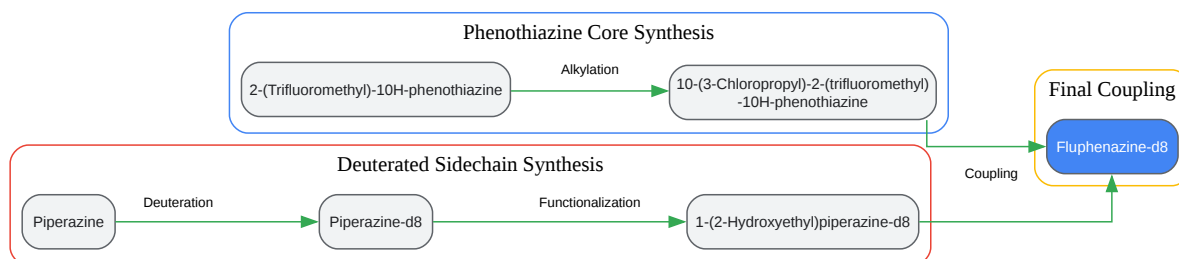 Phenothiazine Core Synthesis
2-(Trifluoromethyl)-10H-phenothiazine
Alkylation
10-(3-Chloropropyl)-2-(trifluoromethyl)
-10H-phenothiazine
Final Coupling
Fluphenazine-d8
Coupling
Deuterated Sidechain Synthesis
Piperazine
Deuteration
Piperazine-d8
Functionalization
1-(2-Hydroxyethyl)piperazine-d8